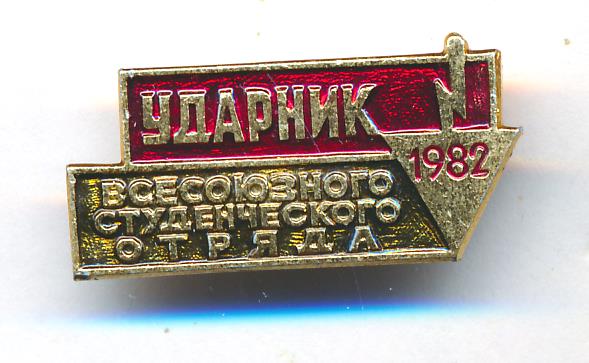 УДАРНИК
1982
ВСЕСОЮЗНОГО
СТУДЕНЧЕСКОГО
ОТРЯДА